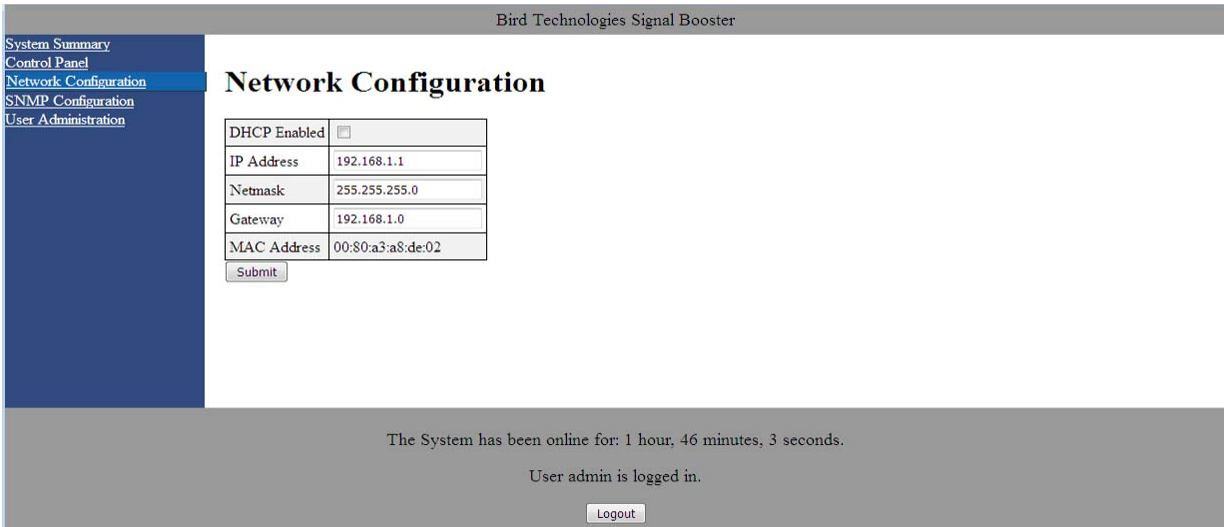 Bird Technologies Signal Booster
System Summary
Control Panel
Network Configuration
SNMP Configuration
User Administration
Network Configuration
DHCP Enabled
IP Address 192.168.1.1
Netmask 255.255.255.0
Gateway 192.168.1.0
MAC Address 00:80:a3:a8:de:02
Submit
The System has been online for: 1 hour, 46 minutes, 3 seconds.
User admin is logged in.
Logout